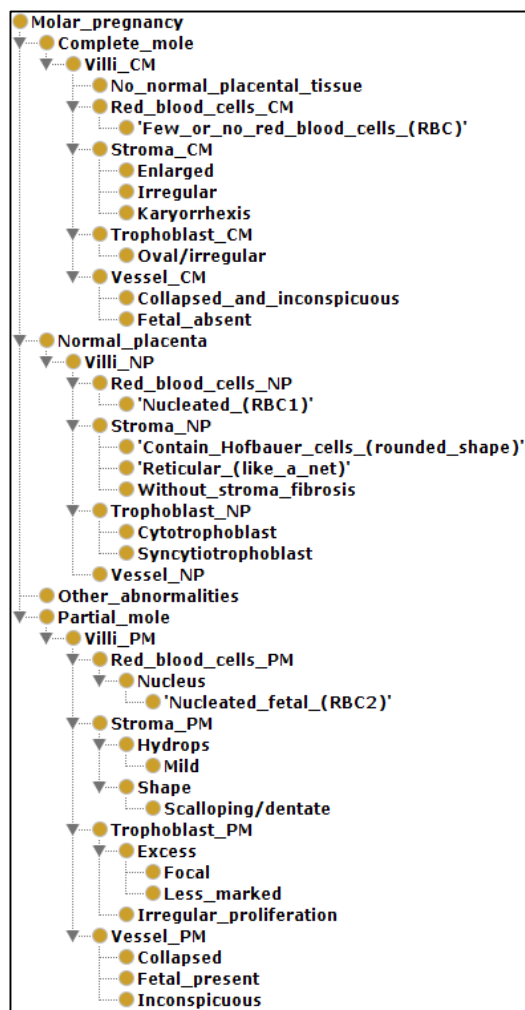 Molar_pregnancy
Complete_mole
Villi_CM
No_normal_placental_tissue
Red_blood_cells_CM
'Few_or_no_red_blood_cells_(RBC)'
Stroma_CM
Enlarged
Irregular
Karyorrhexis
Trophoblast_CM
Oval/irregular
Vessel_CM
Collapsed_and_inconspicuous
Fetal_absent
Normal_placenta
Villi_NP
Red_blood_cells_NP
'Nucleated_(RBC1)'
Stroma_NP
'Contain_Hofbauer_cells_(rounded_shape)'
'Reticular_(like_a_net)'
Without_stroma_fibrosis
Trophoblast_NP
Cytotrophoblast
Syncytiotrophoblast
Vessel_NP
Other_abnormalities
Partial_mole
Villi_PM
Red_blood_cells_PM
Nucleus
'Nucleated_fetal_(RBC2)'
Stroma_PM
Hydrops
Mild
Shape
Scalloping/dentate
Trophoblast_PM
Excess
Focal
Less_marked
Irregular_proliferation
Vessel_PM
Collapsed
Fetal_present
Inconspicuous